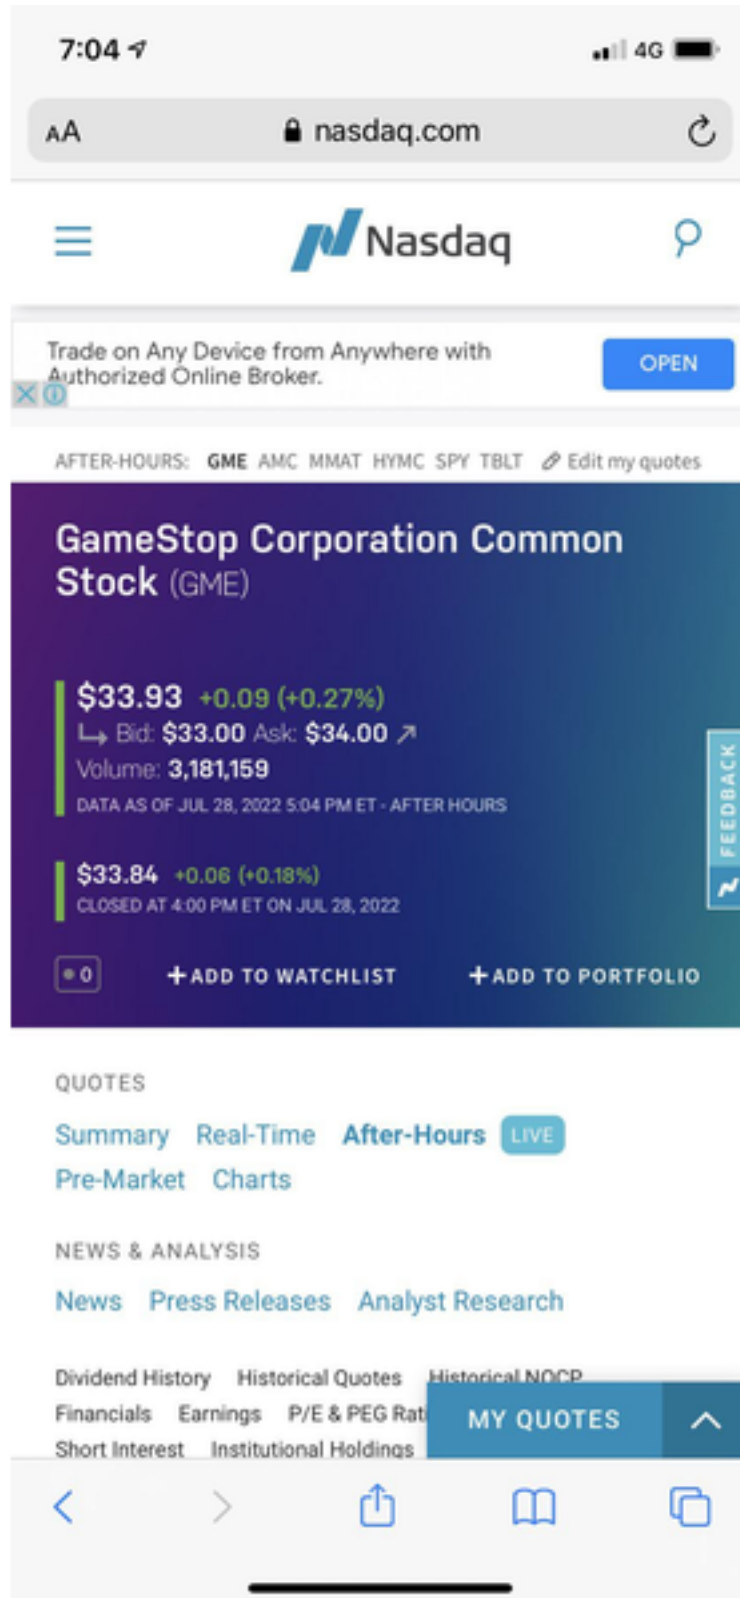 7:04
4G
AA nasdaq.com
Nasdaq
Trade on Any Device from Anywhere with
Authorized Online Broker.
OPEN
AFTER-HOURS: GME AMC MMAT HYMC SPY TBLT Edit my quotes
GameStop Corporation Common
Stock (GME)
$33.93 +0.09 (+0.27%)
Bid: $33.00 Ask: $34.00
Volume: 3,181,159
DATA AS OF JUL 28, 2022 5:04 PM ET - AFTER HOURS
FEEDBACK
$33.84 +0.06 (+0.18%)
CLOSED AT 4:00 PM ET ON JUL 28, 2022
0 +ADD TO WATCHLIST +ADD TO PORTFOLIO
QUOTES
Summary Real-Time After-Hours LIVE
Pre-Market Charts
NEWS & ANALYSIS
News Press Releases Analyst Research
Dividend History Historical Quotes Historical NOCP
Financials Earnings P/E & PEG Rati
MY QUOTES
Short Interest Institutional Holdings